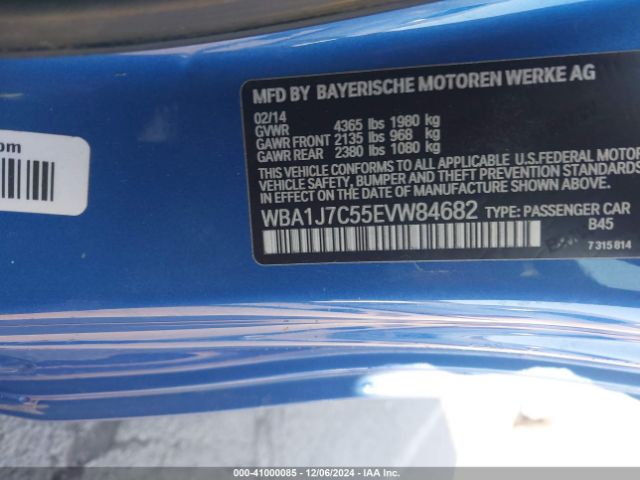 MFD BY BAYERISCHE MOTOREN WERKE AG
02/14
GVWR 4365 lbs 1980 kg
GAWR FRONT 2135 lbs 968 kg
GAWR REAR 2380 lbs 1080 kg
THIS VEHICLE CONFORMS TO ALL APPLICABLE U.S.FEDERAL MOTOR
VEHICLE SAFETY, BUMPER, AND THEFT PREVENTION
IN EFFECT ON THE DATE OF MANUFACTURE SHOWN ABOVE.
WBA1J7C55EVW84682 TYPE: PASSENGER CAR
B45
7 315 814
om
000-41000085 - 12/06/2024 - IAA Inc.